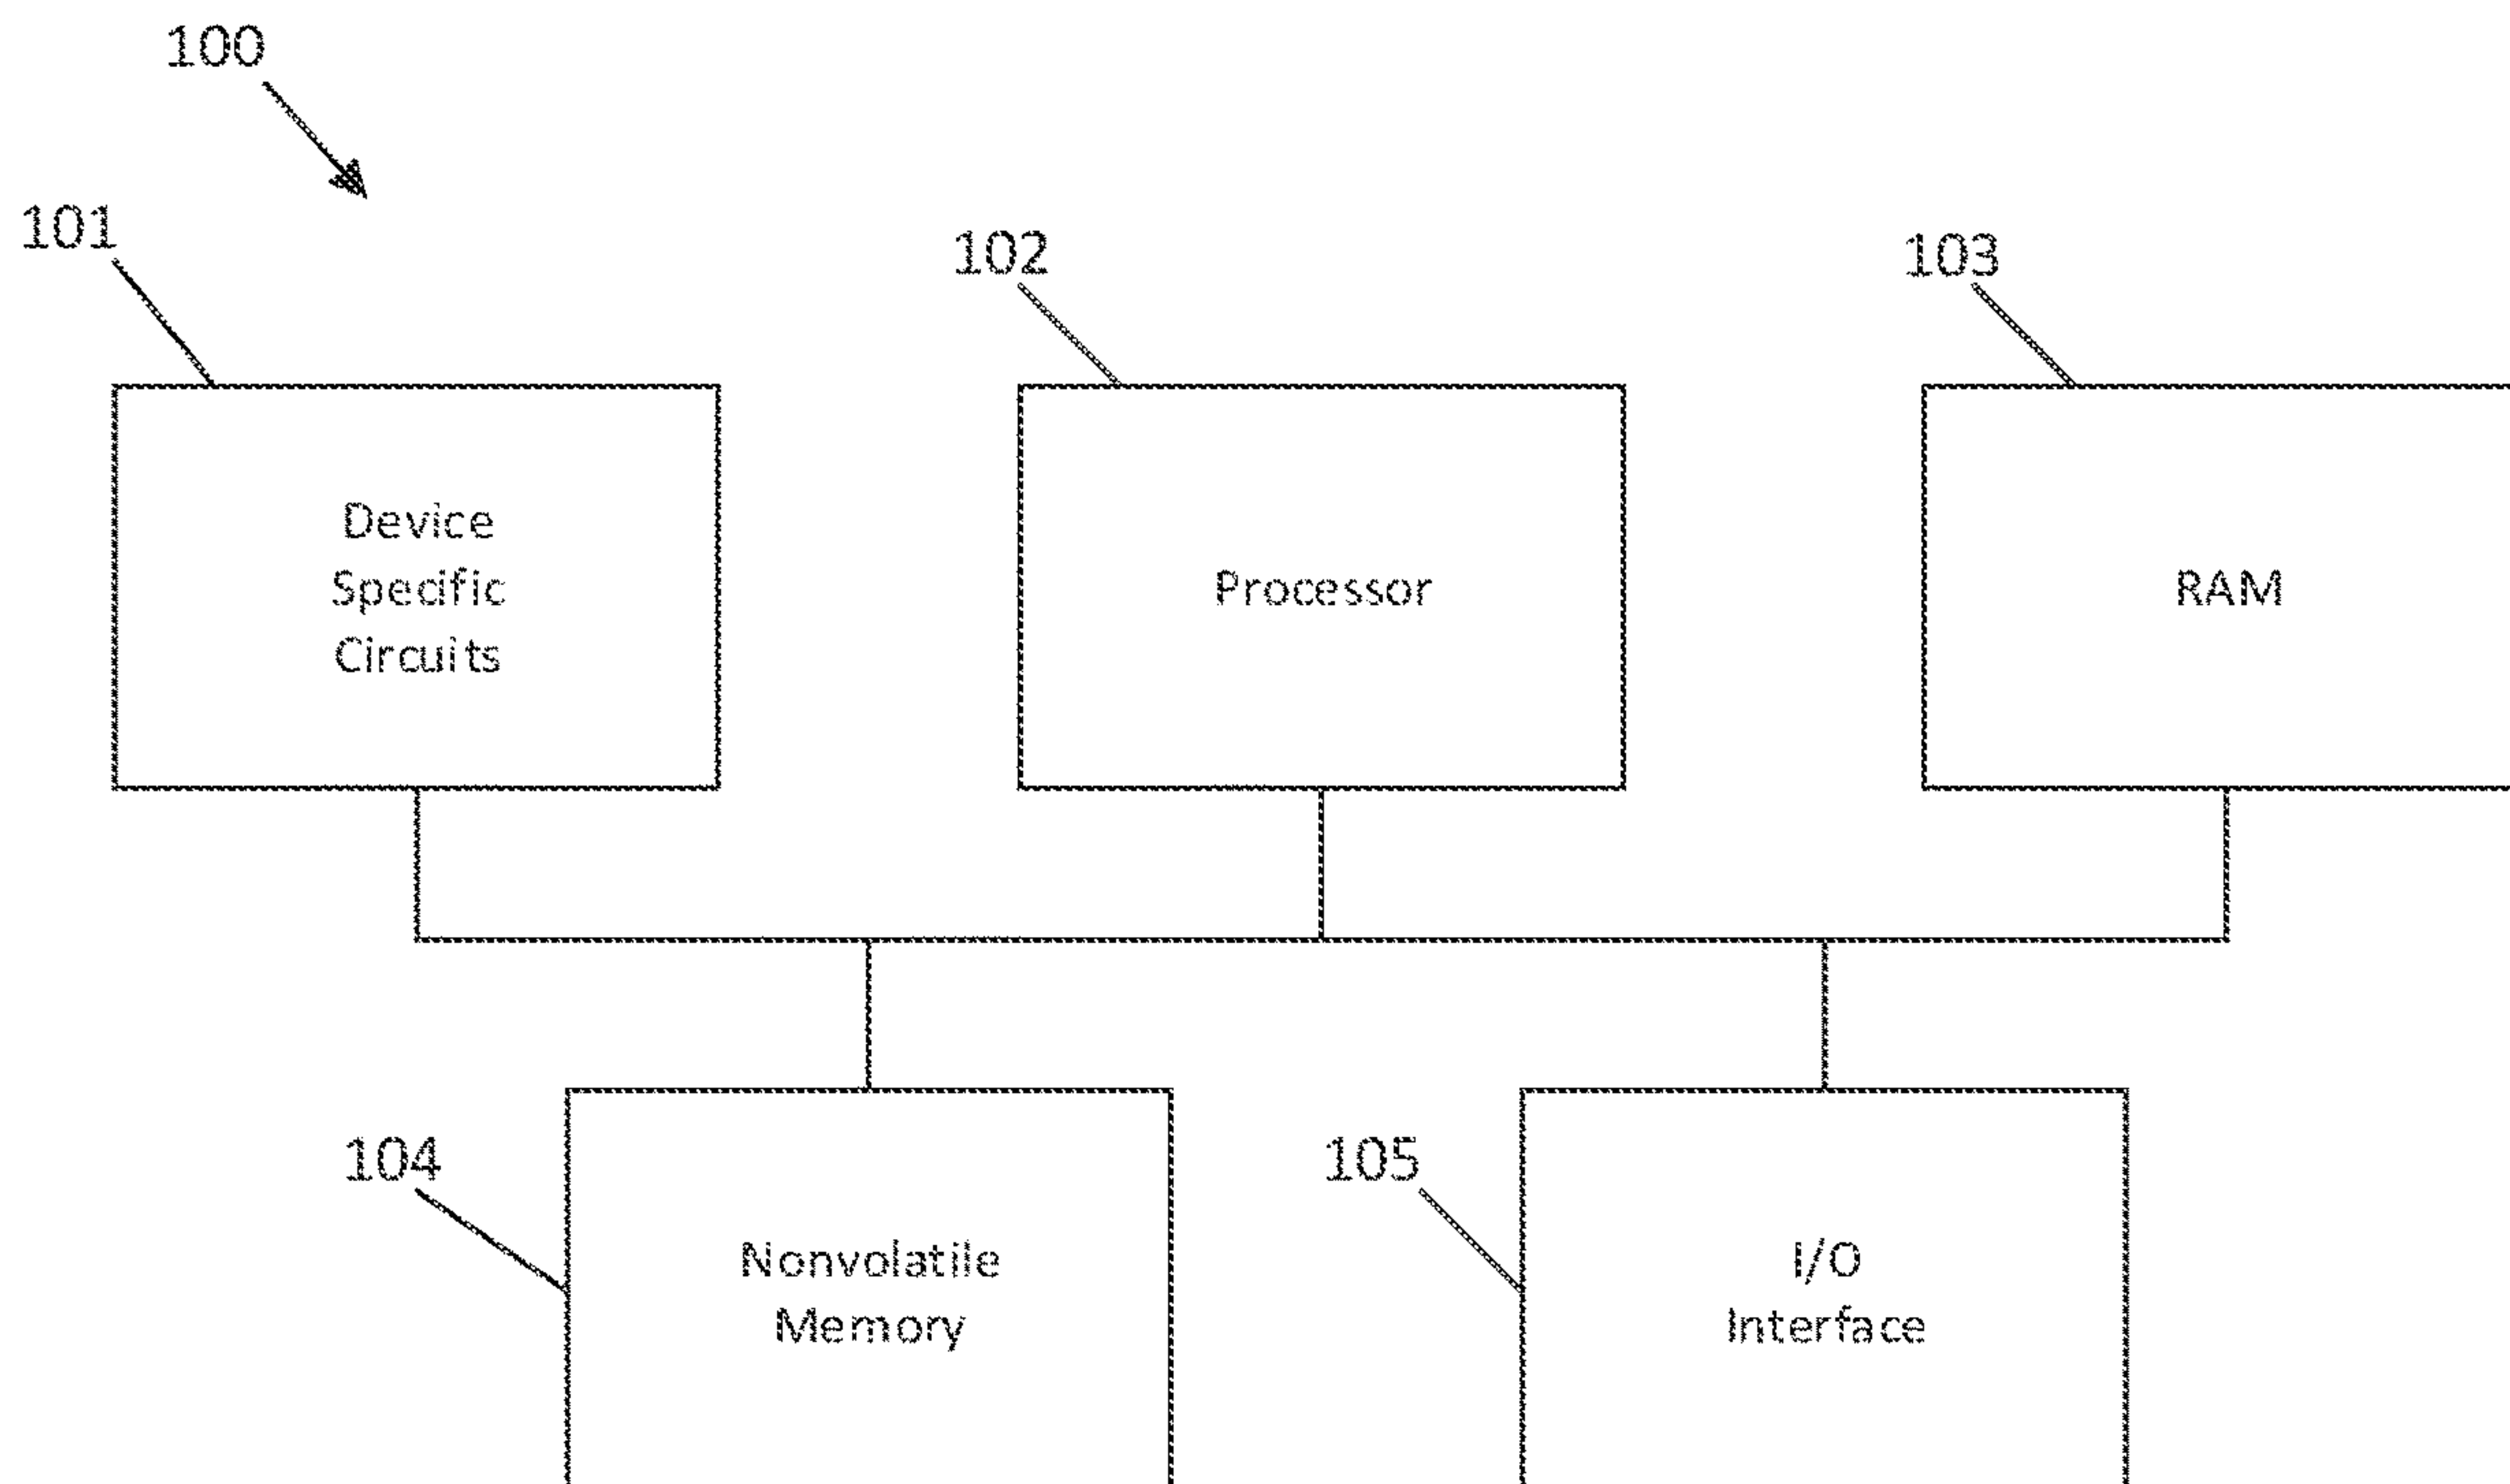 100
101
102
103
Device
Specific
Circuits
Processor
RAM
104
105
Nonvolatile
Memory
I/O
Interface